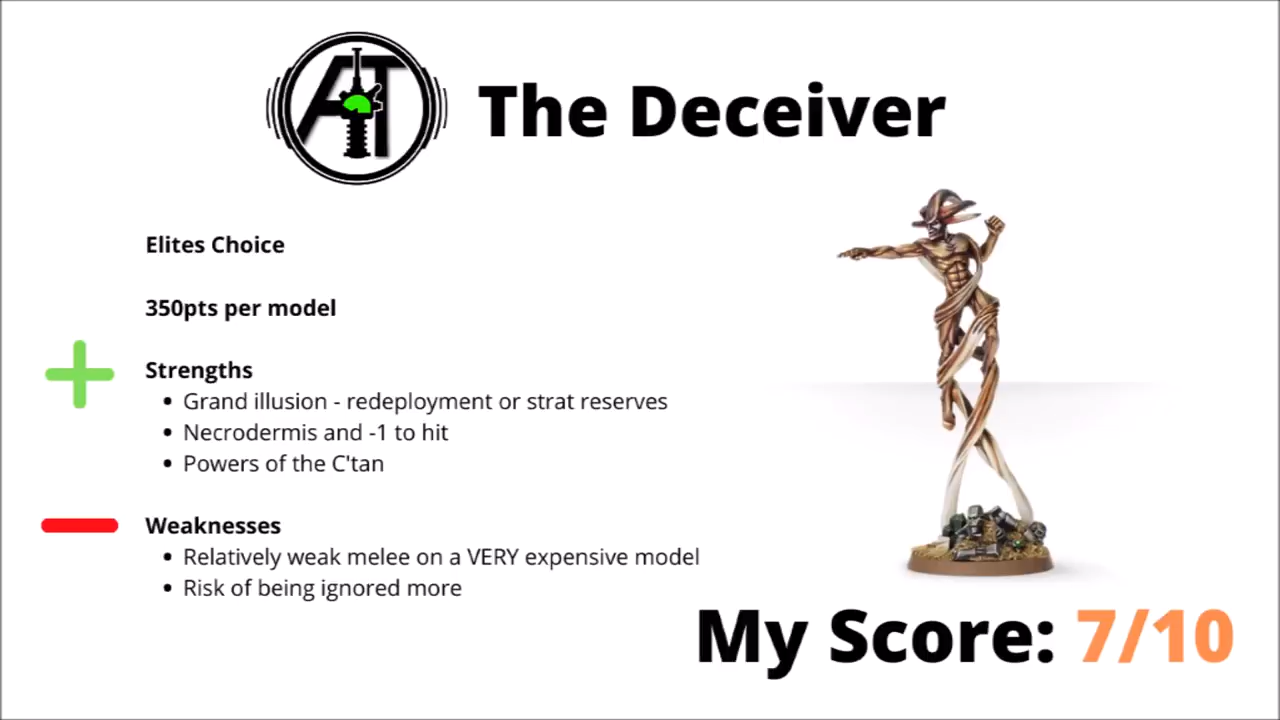 AT
The Deceiver
Elites Choice
350pts per model
Strengths
• Grand illusion - redeployment or strat reserves
• Necrodermis and -1 to hit
• Powers of the C'tan
Weaknesses
• Relatively weak melee on a VERY expensive model
• Risk of being ignored more
My Score: 7/10